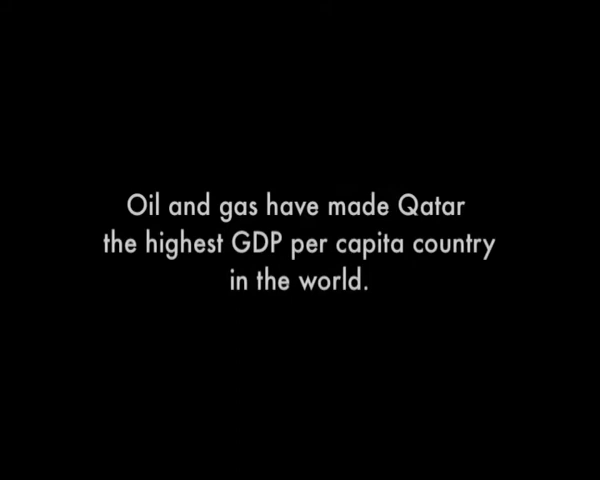 Oil and gas have made Qatar
the highest GDP per capita country
in the world.